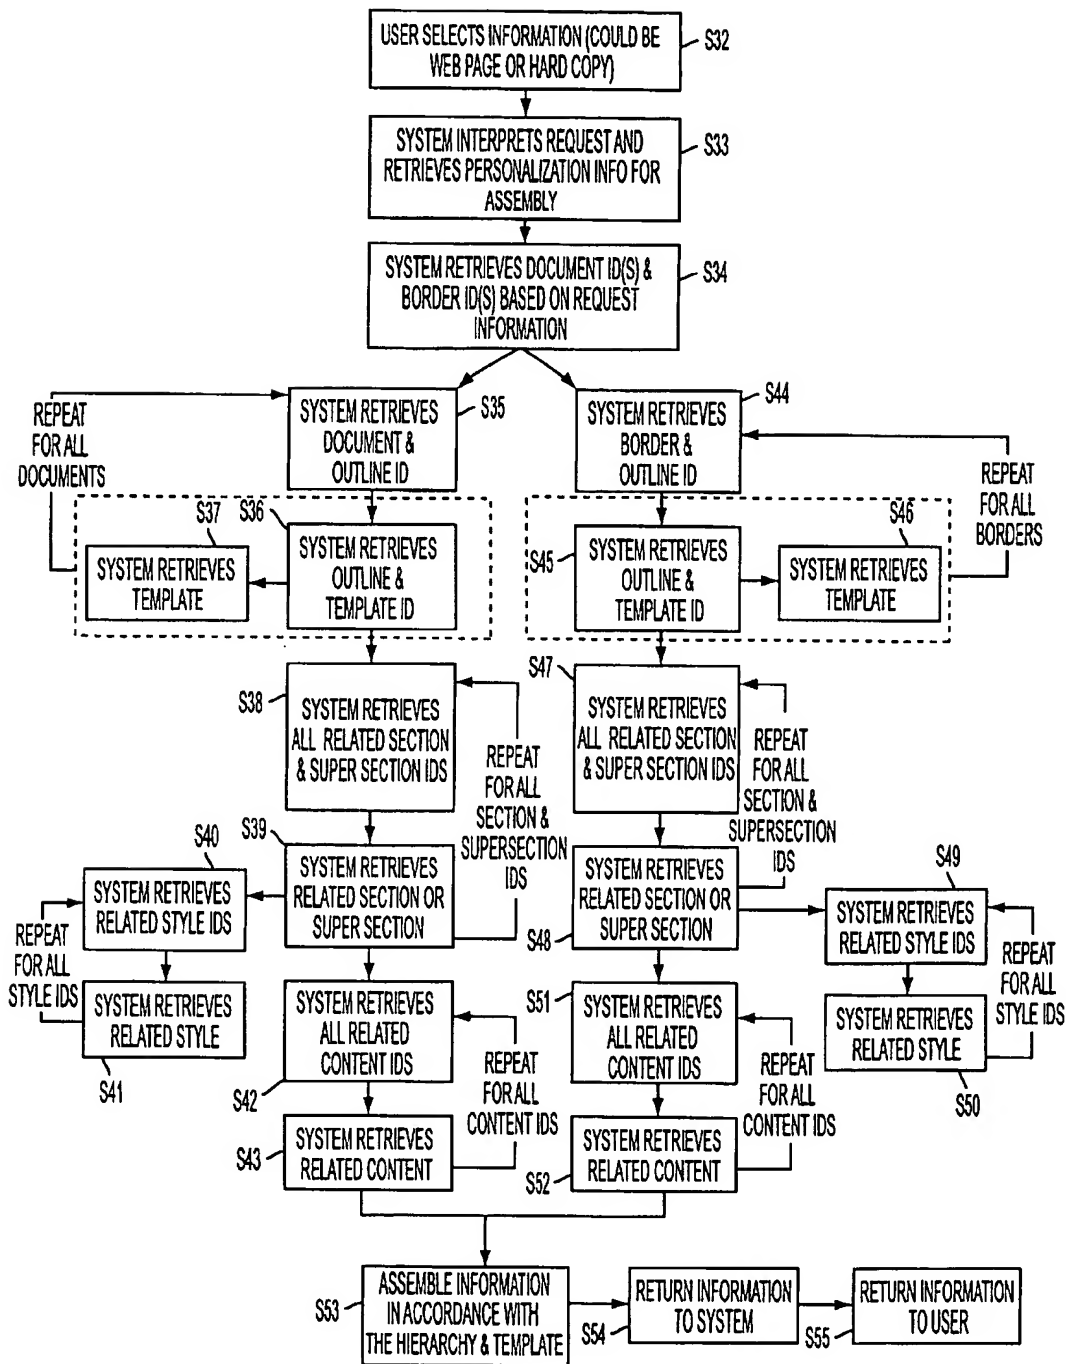 USER SELECTS INFORMATION (COULD BE
WEB PAGE OR HARD COPY)
S32
SYSTEM INTERPRETS REQUEST AND
RETRIEVES PERSONALIZATION INFO FOR
ASSEMBLY
S33
SYSTEM RETRIEVES DOCUMENT ID(S) &
BORDER ID(S) BASED ON REQUEST
INFORMATION
S34
REPEAT
FOR ALL
DOCUMENTS
SYSTEM RETRIEVES
DOCUMENT &
OUTLINE ID
S35
SYSTEM RETRIEVES
BORDER &
OUTLINE ID
S44
REPEAT
FOR ALL
BORDERS
S37
SYSTEM RETRIEVES
TEMPLATE
S36
SYSTEM RETRIEVES
OUTLINE &
TEMPLATE ID
S45
SYSTEM RETRIEVES
OUTLINE &
TEMPLATE ID
S46
SYSTEM RETRIEVES
TEMPLATE
S38
SYSTEM RETRIEVES
ALL RELATED SECTION
& SUPER SECTION IDS
REPEAT
FOR ALL
SECTION &
SUPERSECTION
IDS
S47
SYSTEM RETRIEVES
ALL RELATED SECTION
& SUPER SECTION IDS
REPEAT
FOR ALL
SECTION &
SUPERSECTION
IDS
S39
SYSTEM RETRIEVES
RELATED SECTION OR
SUPER SECTION
S40
SYSTEM RETRIEVES
RELATED STYLE IDS
REPEAT
FOR ALL
STYLE IDS
SYSTEM RETRIEVES
RELATED STYLE
S41
SYSTEM RETRIEVES
RELATED SECTION OR
SUPER SECTION
S48
S49
SYSTEM RETRIEVES
RELATED STYLE IDS
REPEAT
FOR ALL
STYLE IDS
SYSTEM RETRIEVES
RELATED STYLE
S50
SYSTEM RETRIEVES
ALL RELATED
CONTENT IDS
S42
REPEAT
FOR ALL
CONTENT IDS
S51
SYSTEM RETRIEVES
ALL RELATED
CONTENT IDS
REPEAT
FOR ALL
CONTENT IDS
S43
SYSTEM RETRIEVES
RELATED CONTENT
S52
SYSTEM RETRIEVES
RELATED CONTENT
S53
ASSEMBLE INFORMATION
IN ACCORDANCE WITH
THE HIERARCHY & TEMPLATE
RETURN INFORMATION
TO SYSTEM
S54
RETURN INFORMATION
TO USER
S55